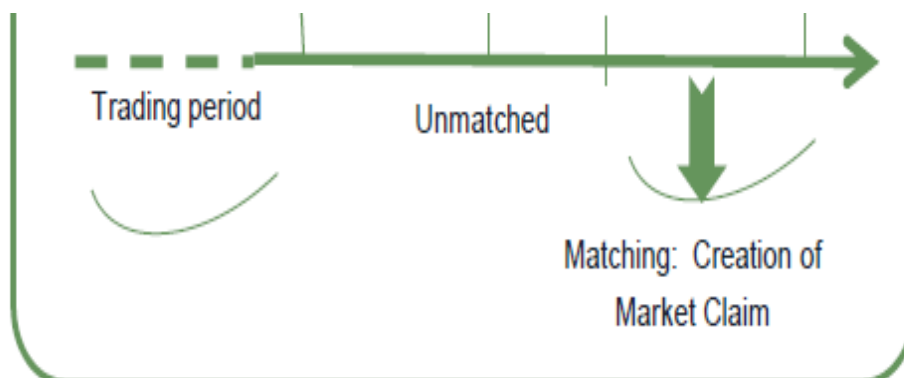 Trading period
Unmatched
Matching: Creation of
Market Claim